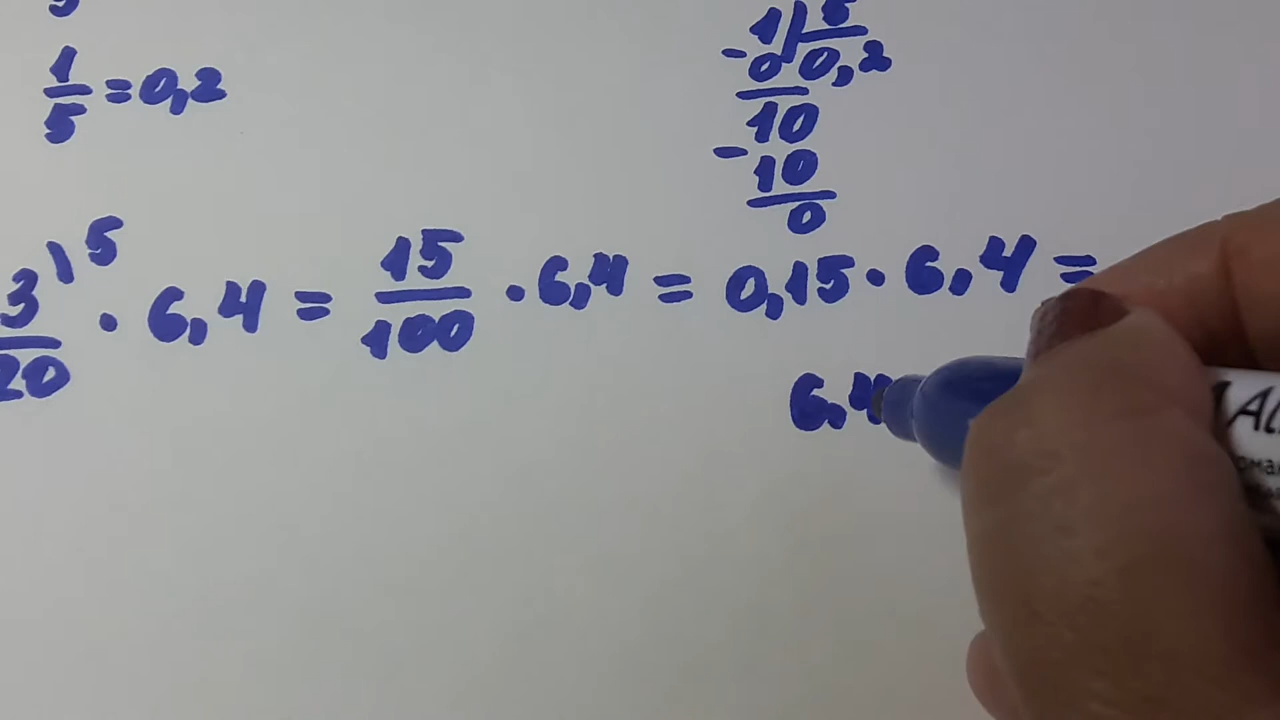 1/5 = 0,2
1 | 5
- 0 0,2
10
- 10
0
3/20 ⁄5 · 6,4 = 15/100 · 6,4 = 0,15 · 6,4 =
6,4